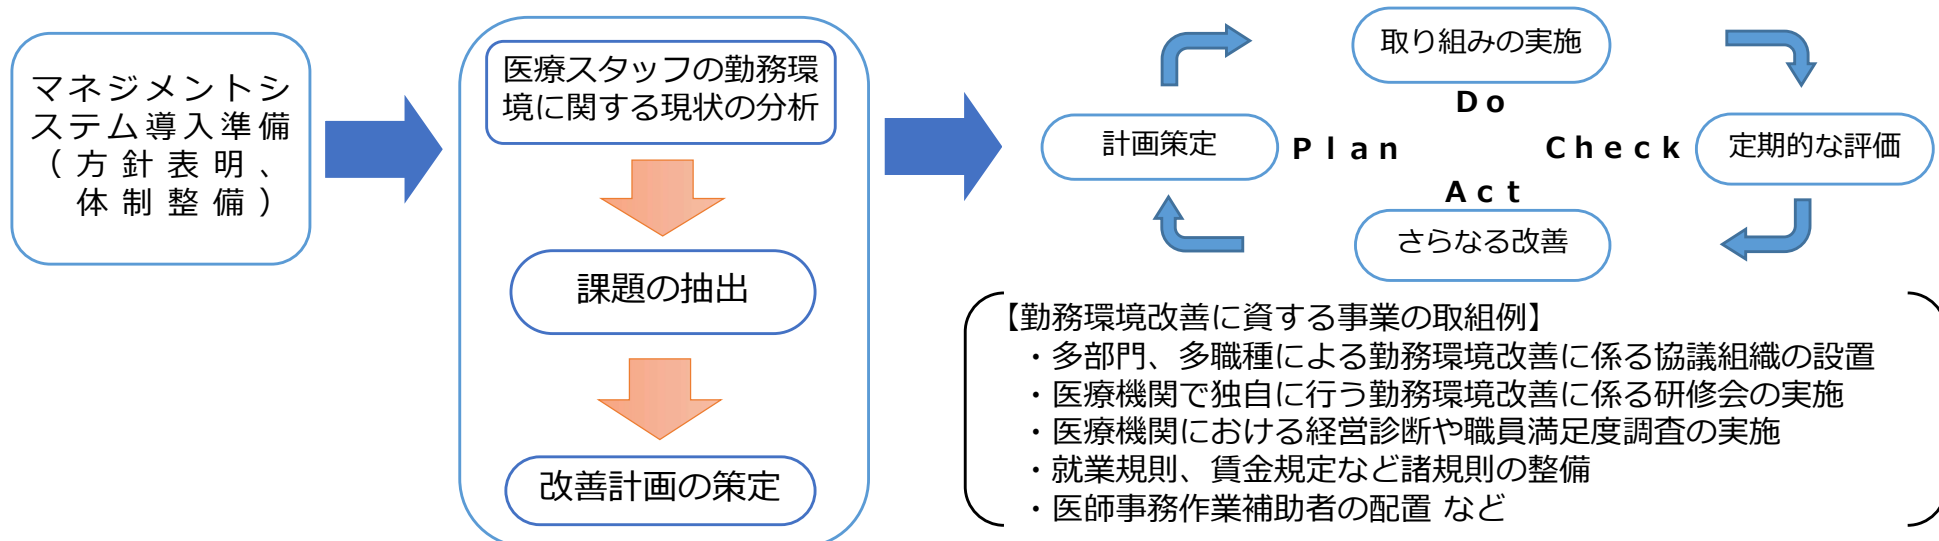 マネジメントシ
ステム導入準備
(方針表明、
体制整備)
医療スタッフの勤務環
境に関する現状の分析
課題の抽出
改善計画の策定
取り組みの実施
Do
計画策定
Plan
Check
定期的な評価
Act
さらなる改善
【勤務環境改善に資する事業の取組例】
・多部門、多職種による勤務環境改善に係る協議組織の設置
・医療機関で独自に行う勤務環境改善に係る研修会の実施
・医療機関における経営診断や職員満足度調査の実施
・就業規則、賃金規定など諸規則の整備
・医師事務作業補助者の配置 など